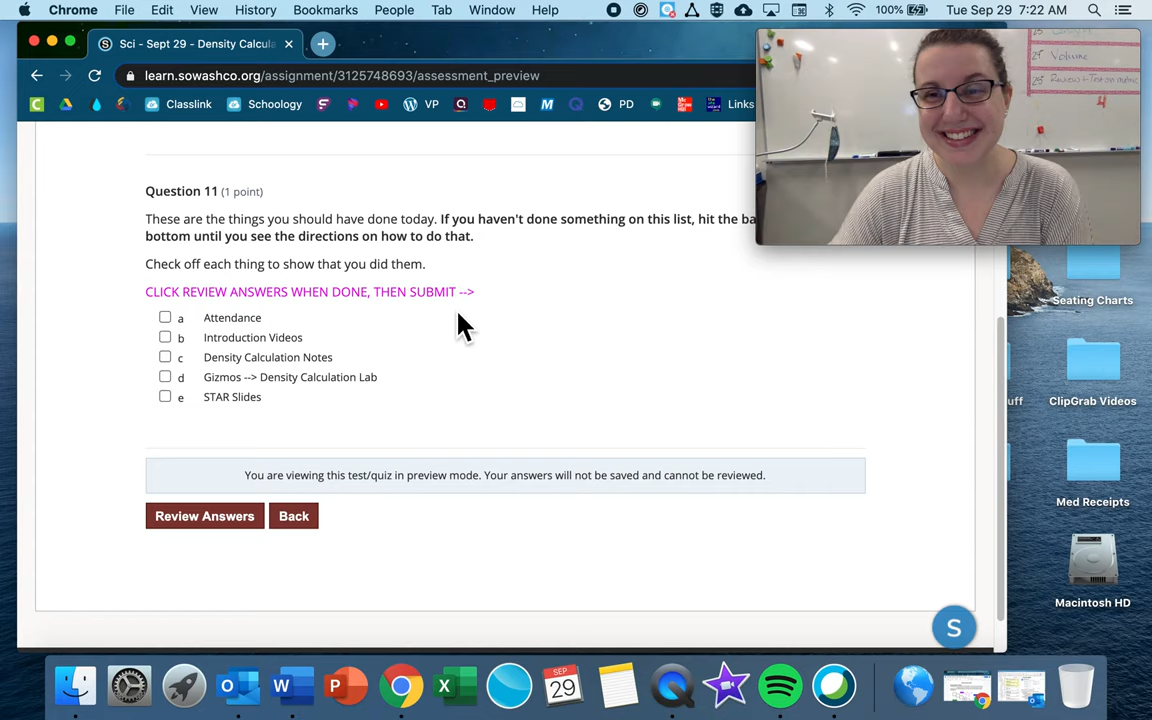 Chrome File Edit View History Bookmarks People Tab Window Help 100% Tue Sep 29 7:22 AM
Sci - Sept 29 - Density Calcula
learn.sowashco.org/assignment/3125748693/assessment_preview
Classlink Schoology VP PD Links
25 Volume
Question 11 (1 point)
These are the things you should have done today. If you haven't done something on this list, hit the ba
bottom until you see the directions on how to do that.
Check off each thing to show that you did them.
CLICK REVIEW ANSWERS WHEN DONE, THEN SUBMIT -->
a Attendance
b Introduction Videos
c Density Calculation Notes
d Gizmos --> Density Calculation Lab
e STAR Slides
You are viewing this test/quiz in preview mode. Your answers will not be saved and cannot be reviewed.
Review Answers Back
Seating Charts
uff ClipGrab Videos
Med Receipts
Macintosh HD
S
SEP
29